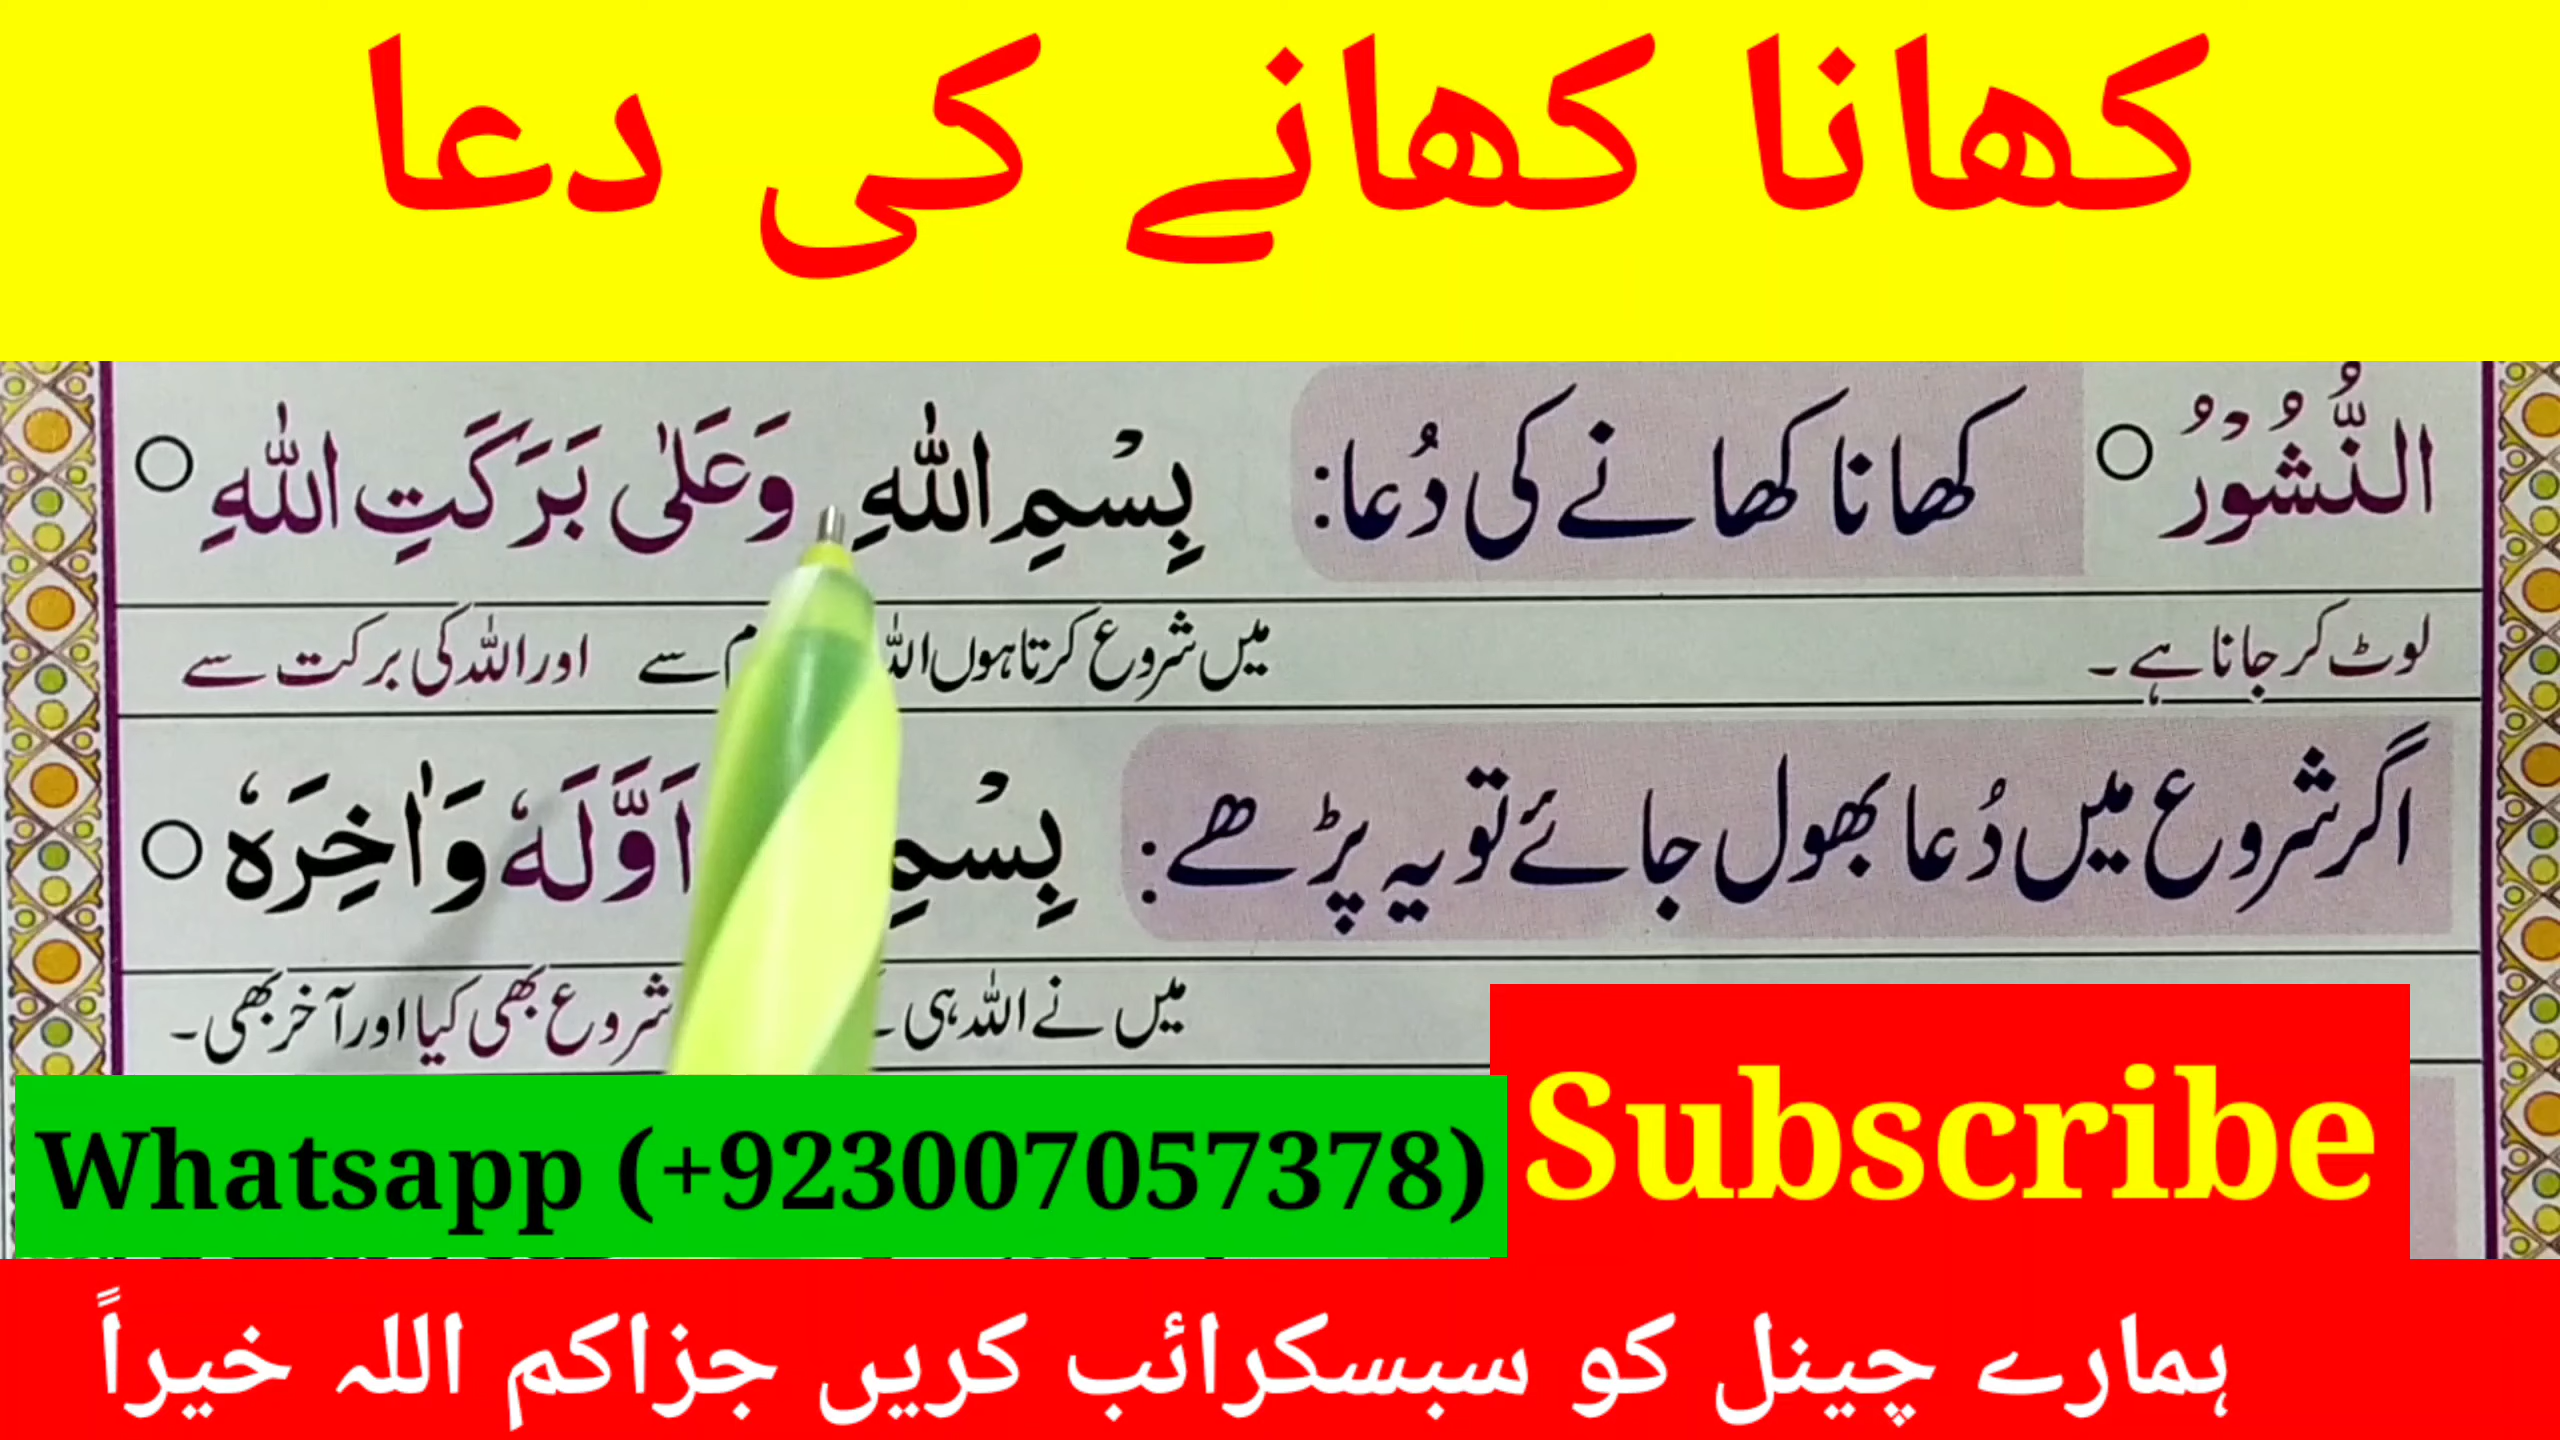 کھانا کھانے کی دعا
النُّشُوْرُ ○ کھانا کھانے کی دُعا: بِسْمِ اللّٰهِ وَعَلٰی بَرَکَتِ اللّٰهِ ○
لوٹ کر جانا ہے۔ میں شروع کرتا ہوں سے اور اللہ کی برکت سے
اگر شروع میں دُعا بھول جائے تو یہ پڑھے: بِسْمِ اَوَّلَهٗ وَاٰخِرَهٗ ○
میں نے اللہ ہی شروع بھی کیا اور آخر بھی۔
Whatsapp (+923007057378)
Subscribe
ہمارے چینل کو سبسکرائب کریں جزاکم اللہ خیراً